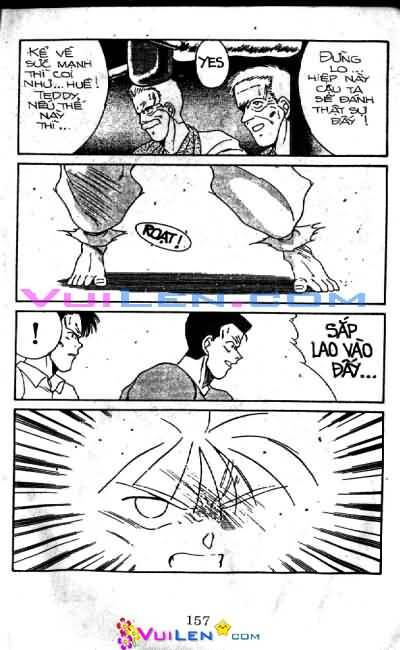 KỂ VỀ
SỨC MẠNH
THÌ COI
NHƯ... HUỀ!
TEDDY,
NẾU THẾ
NÀY
THÌ...
YES
ĐỪNG
LO
HIỆP NÀY
CẬU TA
SẼ ĐÁNH
THẬT SỰ
ĐẤY!
ROẠT!
VUILEN.COM
!
SẮP
LAO VÀO
ĐẤY...
157
VUILEN.COM